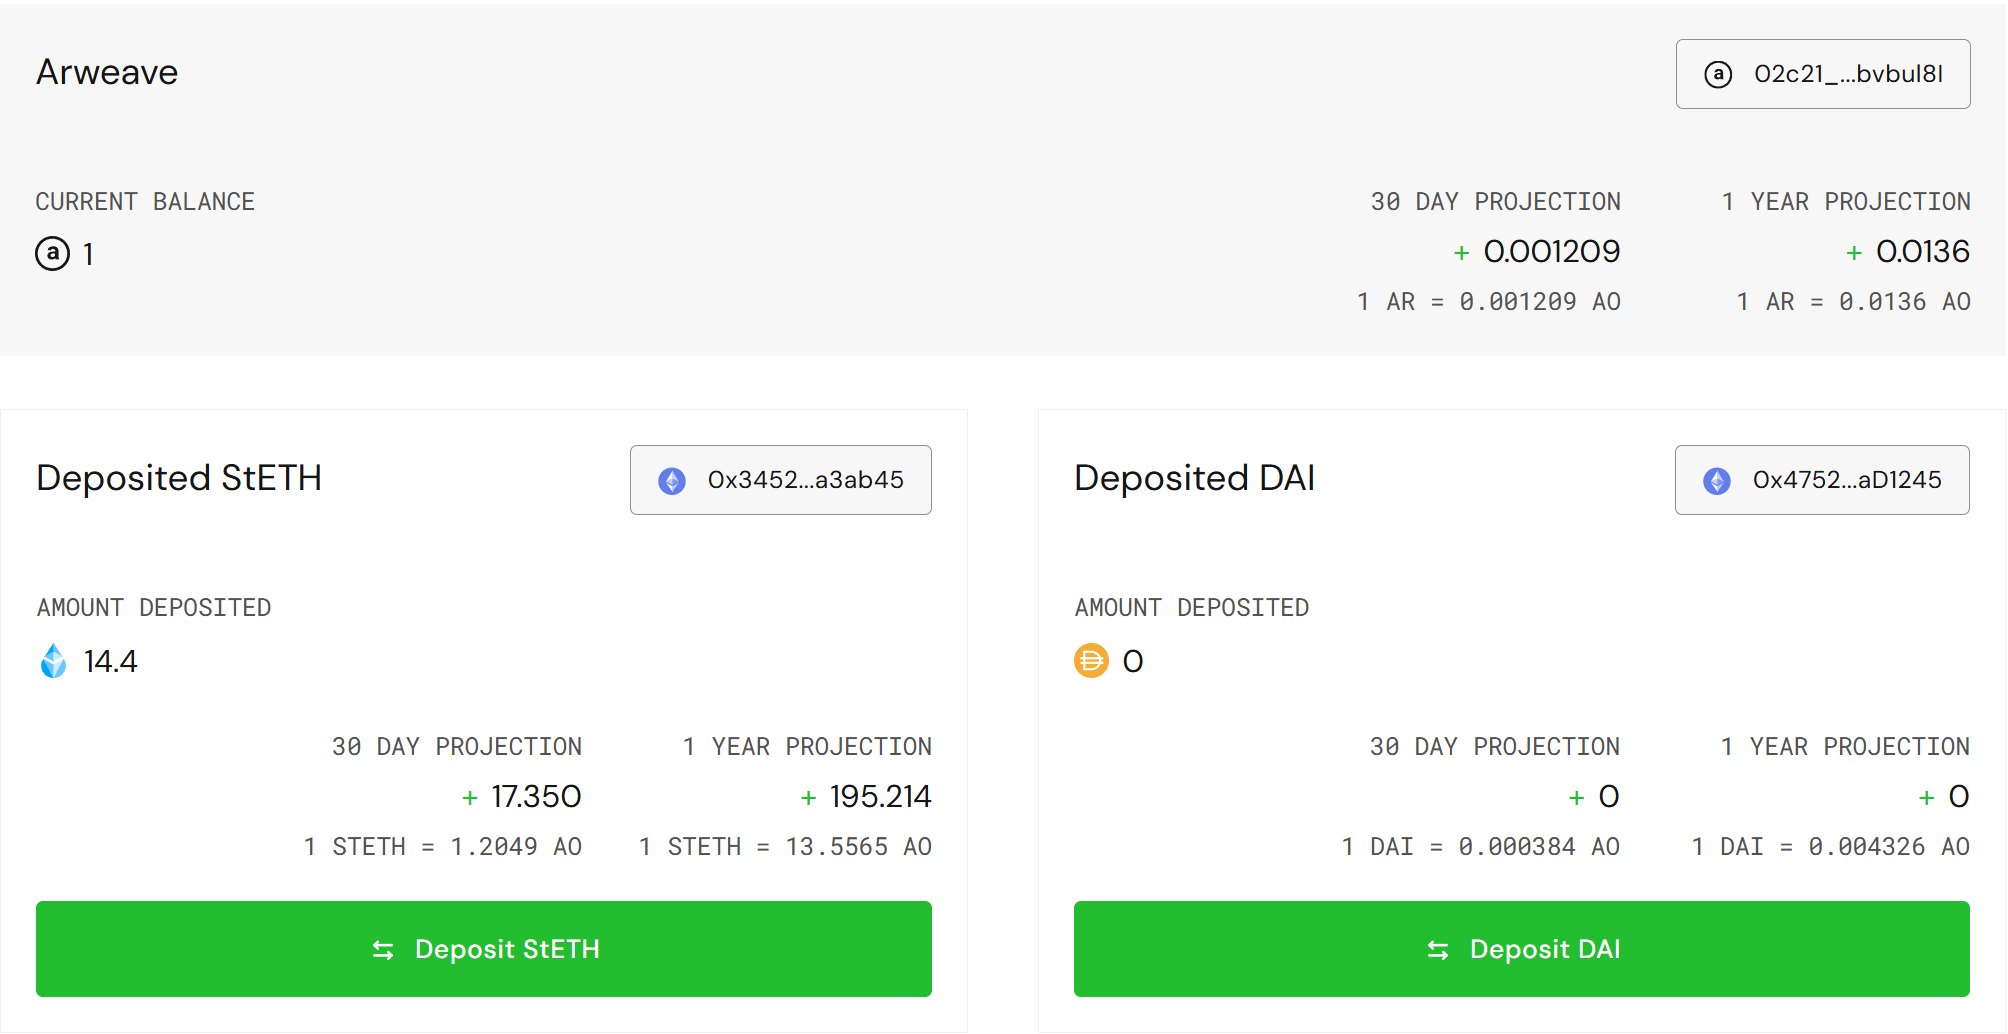 Arweave
02c21_...bvbul8I
CURRENT BALANCE
1
30 DAY PROJECTION
+ 0.001209
1 AR = 0.001209 AO
1 YEAR PROJECTION
+ 0.0136
1 AR = 0.0136 AO
Deposited StETH
0x3452...a3ab45
AMOUNT DEPOSITED
14.4
30 DAY PROJECTION
+ 17.350
1 STETH = 1.2049 AO
1 YEAR PROJECTION
+ 195.214
1 STETH = 13.5565 AO
Deposit StETH
Deposited DAI
0x4752...aD1245
AMOUNT DEPOSITED
0
30 DAY PROJECTION
+ 0
1 DAI = 0.000384 AO
1 YEAR PROJECTION
+ 0
1 DAI = 0.004326 AO
Deposit DAI